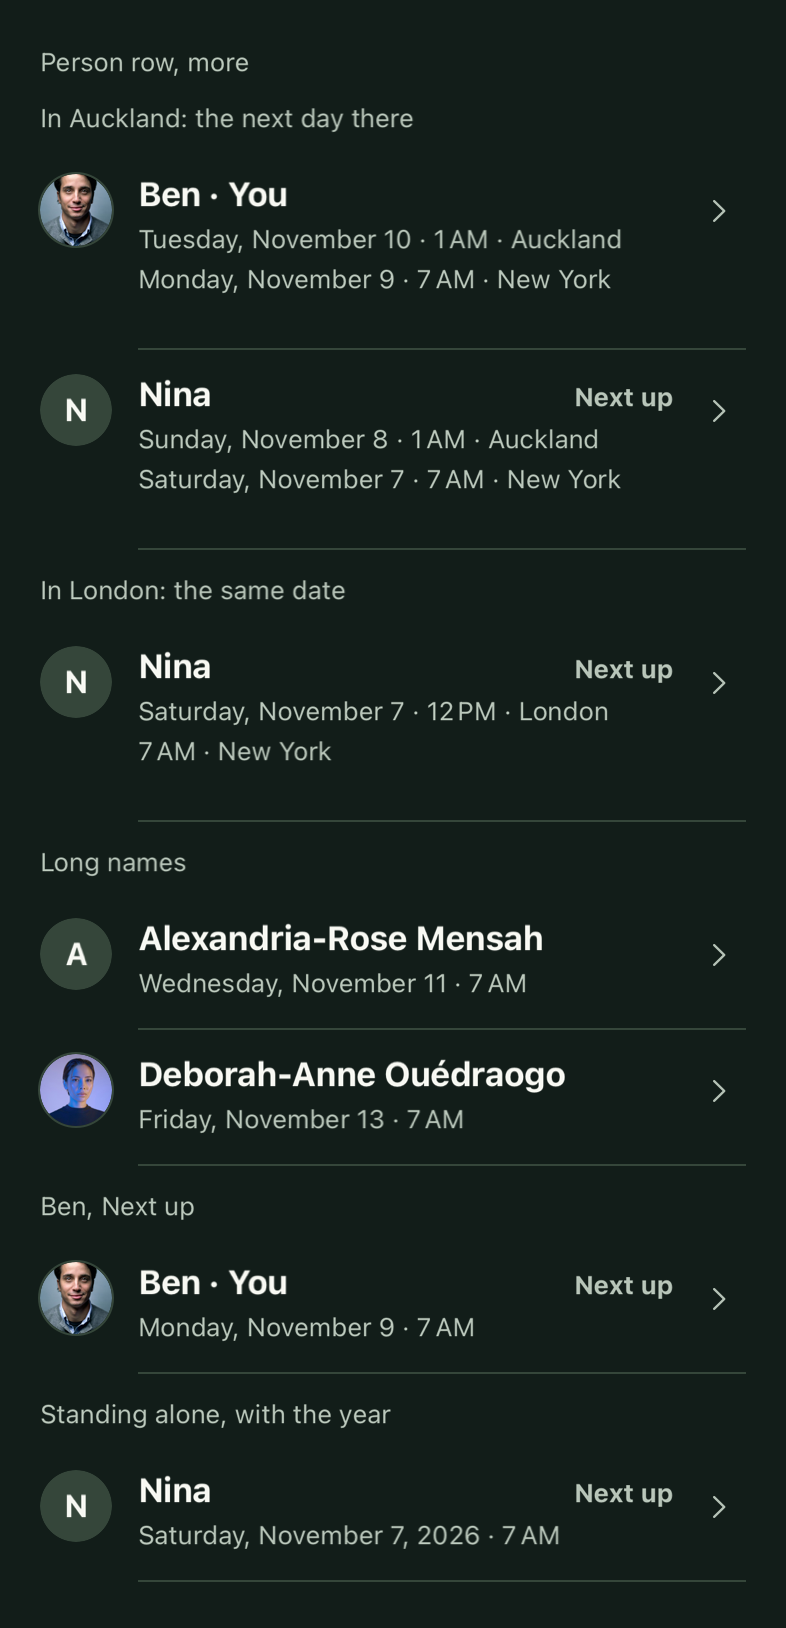 Person row, more
In Auckland: the next day there
Ben · You
Tuesday, November 10 · 1 AM · Auckland
Monday, November 9 · 7 AM · New York
N
Nina
Next up
Sunday, November 8 · 1 AM · Auckland
Saturday, November 7 · 7 AM · New York
In London: the same date
N
Nina
Next up
Saturday, November 7 · 12 PM · London
7 AM · New York
Long names
A
Alexandria-Rose Mensah
Wednesday, November 11 · 7 AM
Deborah-Anne Ouédraogo
Friday, November 13 · 7 AM
Ben, Next up
Ben · You
Next up
Monday, November 9 · 7 AM
Standing alone, with the year
N
Nina
Next up
Saturday, November 7, 2026 · 7 AM